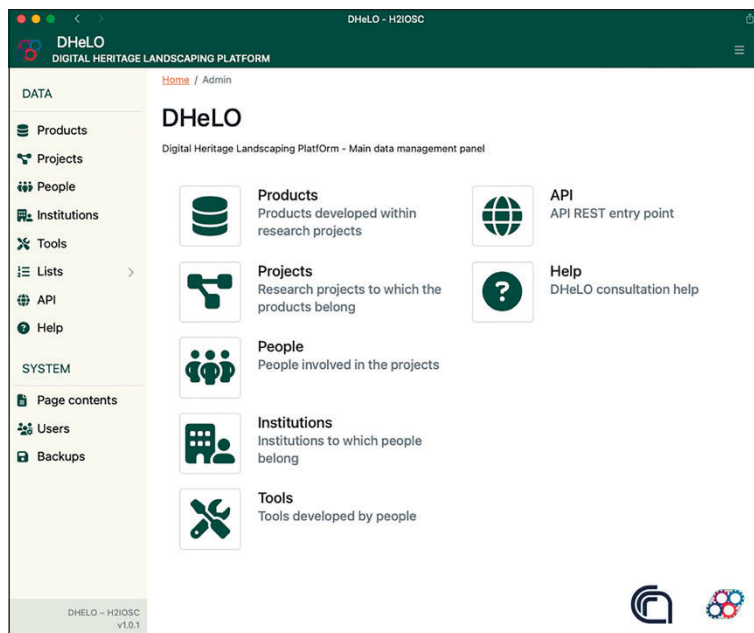 DHeLO - H2IOSC
DHeLO
DIGITAL HERITAGE LANDSCAPING PLATFORM
DATA
Products
Projects
People
Institutions
Tools
Lists
API
Help
SYSTEM
Page contents
Users
Backups
DHELO – H2IOSC
v1.0.1
Home / Admin
DHeLO
Digital Heritage Landscaping PlatfOrm - Main data management panel
Products
Products developed within
research projects
Projects
Research projects to which the
products belong
People
People involved in the projects
Institutions
Institutions to which people
belong
Tools
Tools developed by people
API
API REST entry point
Help
DHeLO consultation help